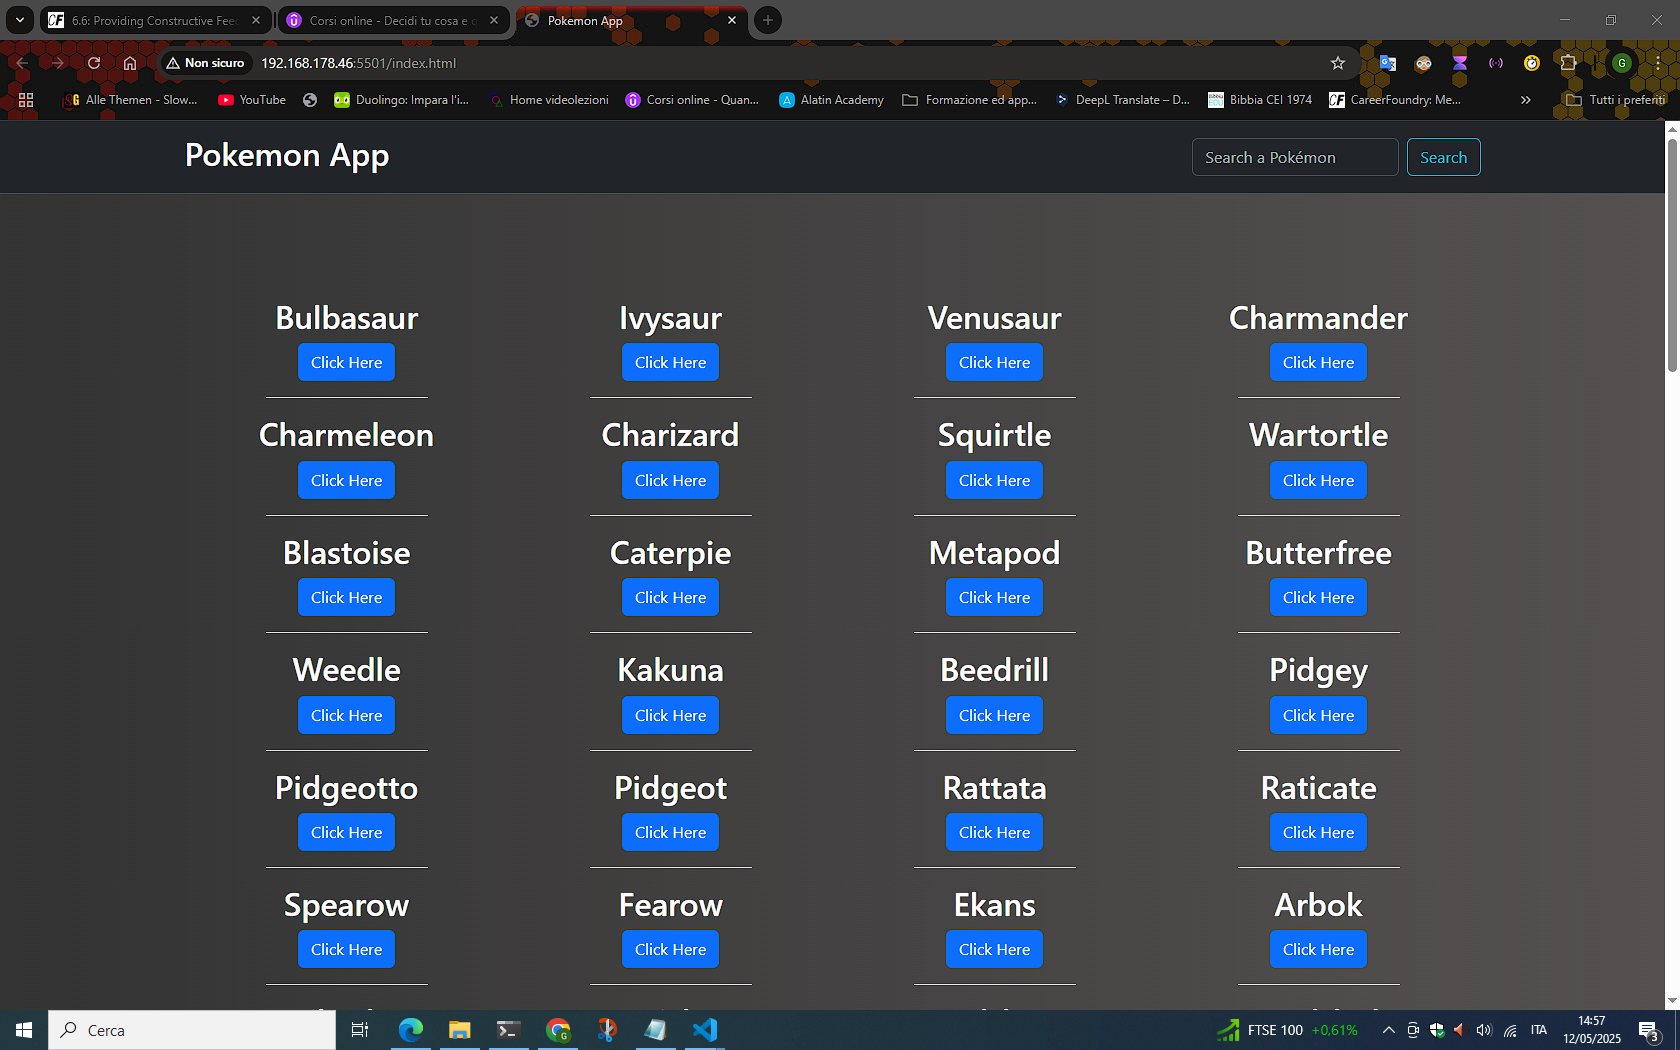 6.6: Providing Constructive Fee
Corsi online - Decidi tu cosa e
Pokemon App
Non sicuro
192.168.178.46:5501/index.html
G
Alle Themen - Slow...
YouTube
Duolingo: Impara l'i...
Home videolezioni
Corsi online - Quan...
Alatin Academy
Formazione ed app...
DeepL Translate – D...
Bibbia CEI 1974
CareerFoundry: Me...
»
Tutti i preferiti
Pokemon App
Search a Pokémon
Search
Bulbasaur Ivysaur Venusaur Charmander
Click Here Click Here Click Here Click Here
Charmeleon Charizard Squirtle Wartortle
Click Here Click Here Click Here Click Here
Blastoise Caterpie Metapod Butterfree
Click Here Click Here Click Here Click Here
Weedle Kakuna Beedrill Pidgey
Click Here Click Here Click Here Click Here
Pidgeotto Pidgeot Rattata Raticate
Click Here Click Here Click Here Click Here
Spearow Fearow Ekans Arbok
Click Here Click Here Click Here Click Here
Cerca
FTSE 100 +0,61%
ITA
14:57
12/05/2025
3